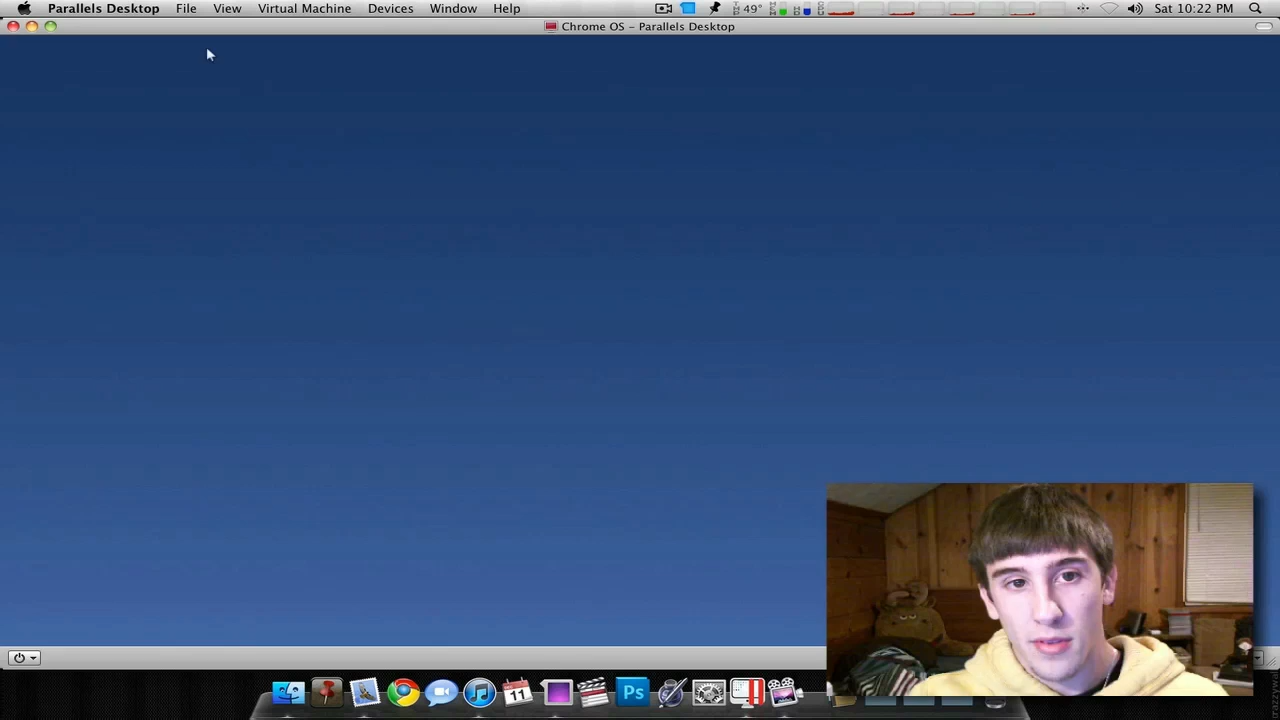 Parallels Desktop File View Virtual Machine Devices Window Help 49° Sat 10:22 PM
Chrome OS - Parallels Desktop
11
Ps